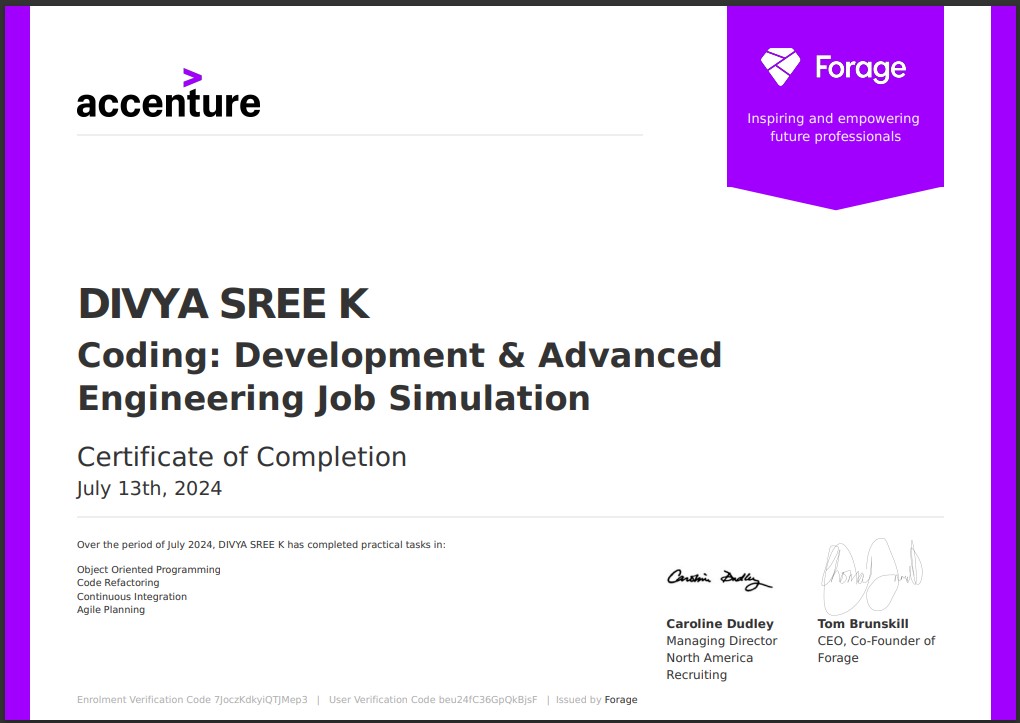 accenture
Forage
Inspiring and empowering
future professionals
DIVYA SREE K
Coding: Development & Advanced
Engineering Job Simulation
Certificate of Completion
July 13th, 2024
Over the period of July 2024, DIVYA SREE K has completed practical tasks in:
Object Oriented Programming
Code Refactoring
Continuous Integration
Agile Planning
Caroline Dudley
Caroline Dudley
Managing Director
North America
Recruiting
Tom Brunskill
CEO, Co-Founder of
Forage
Enrolment Verification Code 7JoczKdkyiQTJMep3 | User Verification Code beu24fC36GpQkBjsF | Issued by Forage